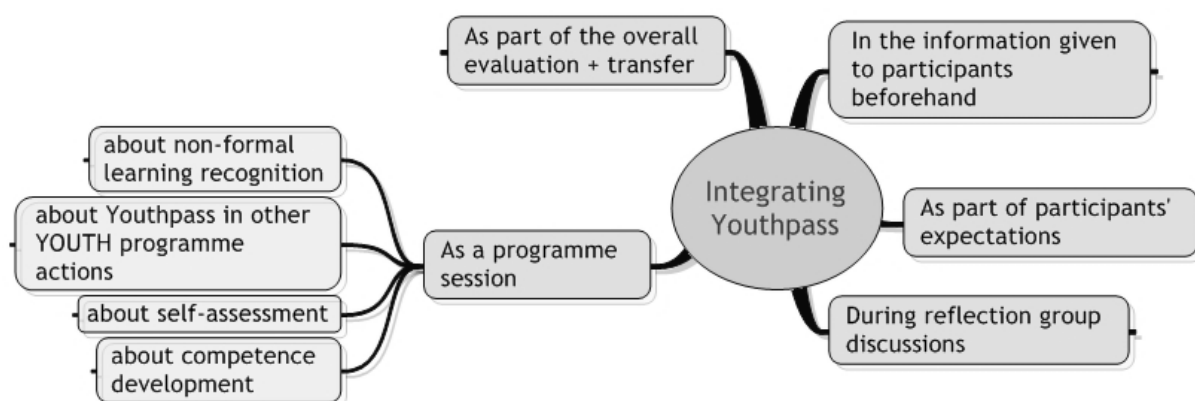 As part of the overall
evaluation + transfer
In the information given
to participants
beforehand
about non-formal
learning recognition
about Youthpass in other
YOUTH programme
actions
about self-assessment
about competence
development
As a programme
session
Integrating
Youthpass
As part of participants'
expectations
During reflection group
discussions